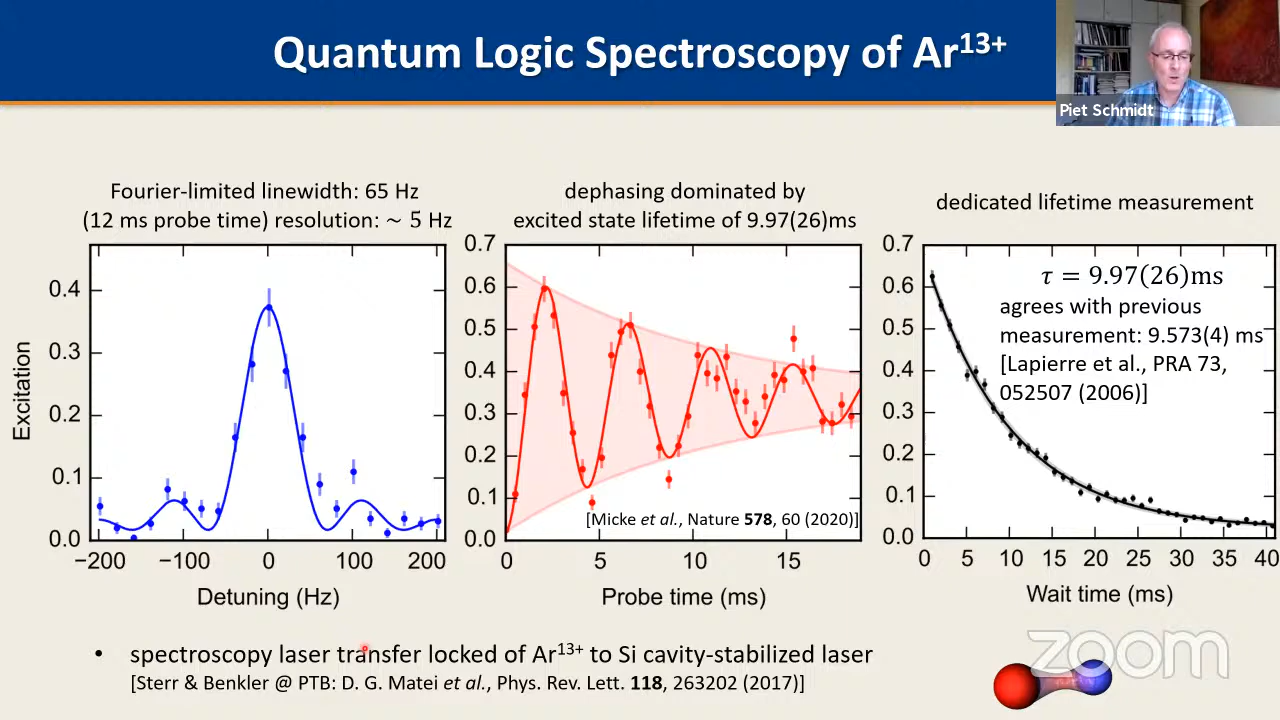 Quantum Logic Spectroscopy of Ar13+
Piet Schmidt
Fourier-limited linewidth: 65 Hz
(12 ms probe time) resolution: ~ 5 Hz
dephasing dominated by
excited state lifetime of 9.97(26)ms
dedicated lifetime measurement
Excitation
0.4
0.3
0.2
0.1
0.0
−200 −100 0 100 200
Detuning (Hz)
0.7
0.6
0.5
0.4
0.3
0.2
0.1
0.0
[Micke et al., Nature 578, 60 (2020)]
0 5 10 15
Probe time (ms)
0.7
0.6
0.5
0.4
0.3
0.2
0.1
0.0
τ = 9.97(26)ms
agrees with previous
measurement: 9.573(4) ms
[Lapierre et al., PRA 73,
052507 (2006)]
0 5 10 15 20 25 30 35 40
Wait time (ms)
• spectroscopy laser transfer locked of Ar13+ to Si cavity-stabilized laser
[Sterr & Benkler @ PTB: D. G. Matei et al., Phys. Rev. Lett. 118, 263202 (2017)]
zoom